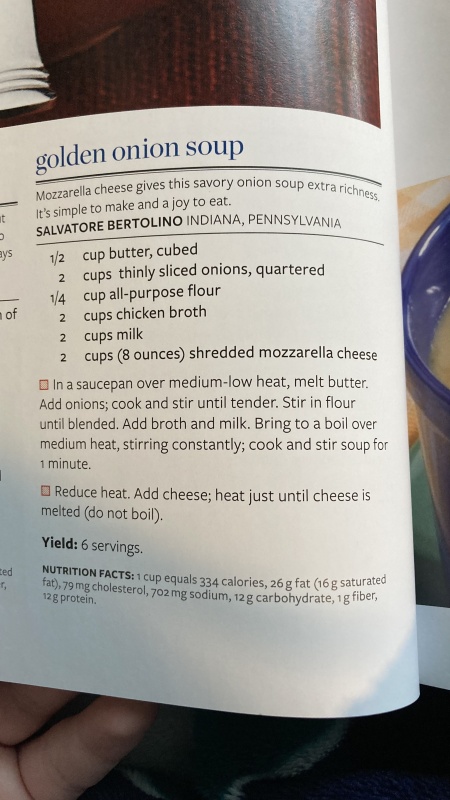 golden onion soup
Mozzarella cheese gives this savory onion soup extra richness.
It's simple to make and a joy to eat.
SALVATORE BERTOLINO INDIANA, PENNSYLVANIA
1/2 cup butter, cubed
2 cups thinly sliced onions, quartered
1/4 cup all-purpose flour
2 cups chicken broth
2 cups milk
2 cups (8 ounces) shredded mozzarella cheese
In a saucepan over medium-low heat, melt butter.
Add onions; cook and stir until tender. Stir in flour
until blended. Add broth and milk. Bring to a boil over
medium heat, stirring constantly; cook and stir soup for
1 minute.
Reduce heat. Add cheese; heat just until cheese is
melted (do not boil).
Yield: 6 servings.
NUTRITION FACTS: 1 cup equals 334 calories, 26 g fat (16 g saturated
fat), 79 mg cholesterol, 702 mg sodium, 12 g carbohydrate, 1 g fiber,
12 g protein.
of